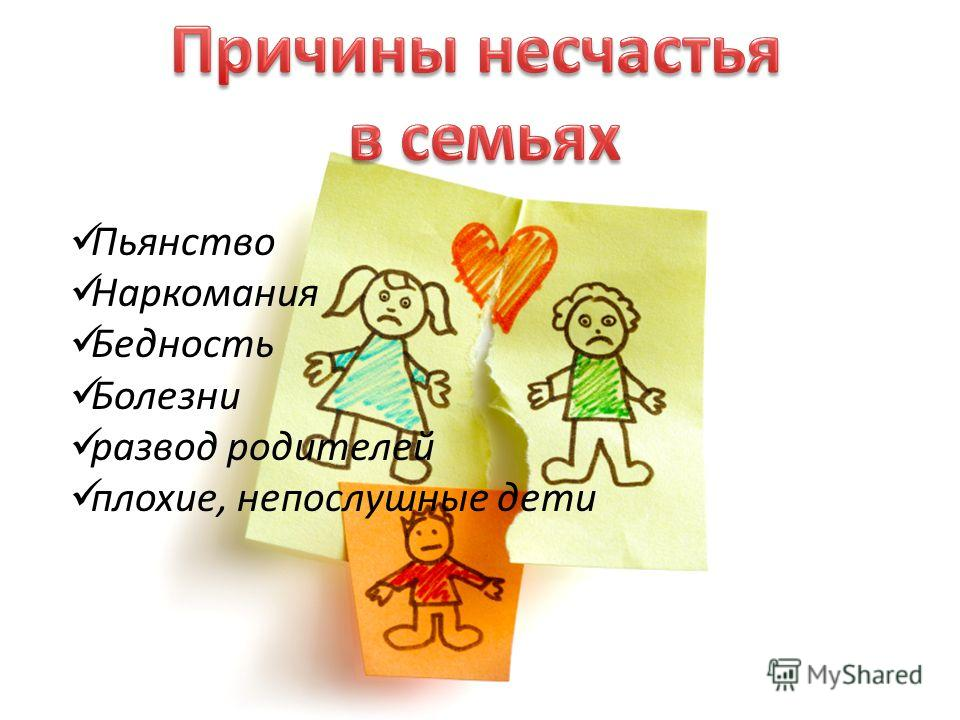 Причины несчастья
в семьях
Пьянство
Наркомания
Бедность
Болезни
развод родителей
плохие, непослушные дети
MyShared